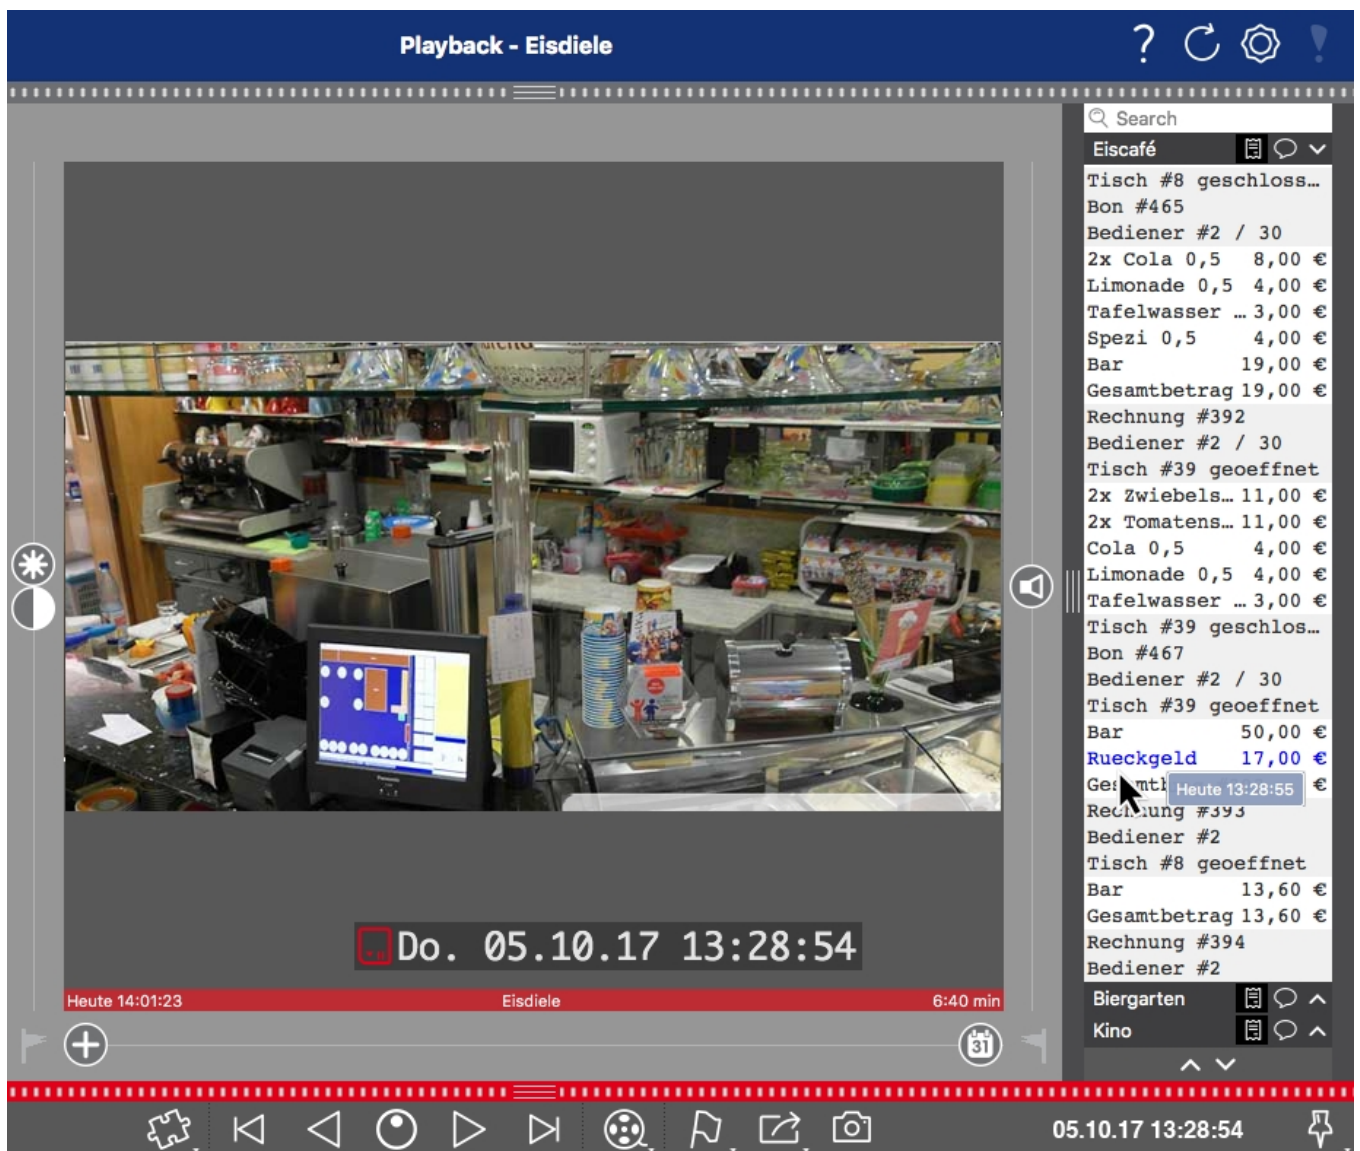 Playback - Eisdiele
Search
Eiscafé
Tisch #8 geschloss…
Bon #465
Bediener #2 / 30
2x Cola 0,5 8,00 €
Limonade 0,5 4,00 €
Tafelwasser … 3,00 €
Spezi 0,5 4,00 €
Bar 19,00 €
Gesamtbetrag 19,00 €
Rechnung #392
Bediener #2 / 30
Tisch #39 geoeffnet
2x Zwiebels… 11,00 €
2x Tomatens… 11,00 €
Cola 0,5 4,00 €
Limonade 0,5 4,00 €
Tafelwasser … 3,00 €
Tisch #39 geschlos…
Bon #467
Bediener #2 / 30
Tisch #39 geoeffnet
Bar 50,00 €
Rueckgeld 17,00 €
€
Heute 13:28:55
Rechnung #393
Bediener #2
Tisch #8 geoeffnet
Bar 13,60 €
Gesamtbetrag 13,60 €
Rechnung #394
Bediener #2
Biergarten
Kino
Do. 05.10.17 13:28:54
Heute 14:01:23 Eisdiele 6:40 min
31
05.10.17 13:28:54